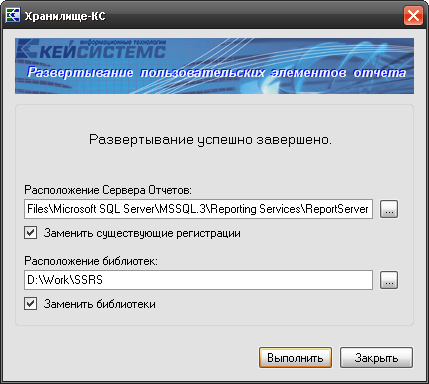 Хранилище-КС
информационные технологии
КЕЙСИСТЕМС
Развертывание пользовательских элементов отчета
Развертывание успешно завершено.
Расположение Сервера Отчетов:
Files\Microsoft SQL Server\MSSQL.3\Reporting Services\ReportServer
...
Заменить существующие регистрации
Расположение библиотек:
D:\Work\SSRS
...
Заменить библиотеки
Выполнить
Закрыть